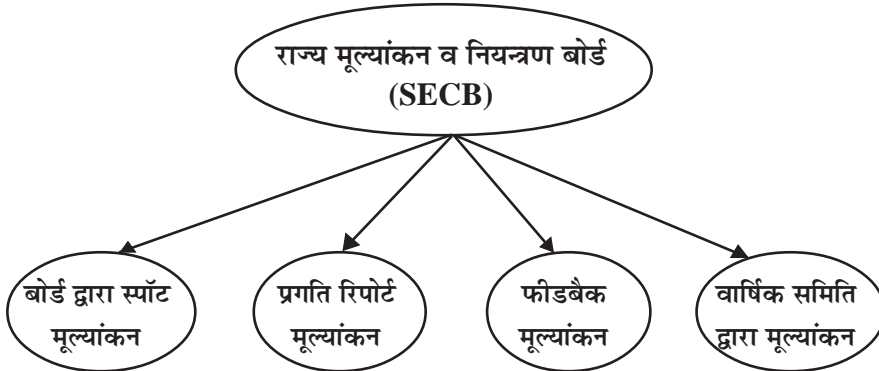 राज्य मूल्यांकन व नियन्त्रण बोर्ड
(SECB)
बोर्ड द्वारा स्पॉट
मूल्यांकन
प्रगति रिपोर्ट
मूल्यांकन
फीडबैक
मूल्यांकन
वार्षिक समिति
द्वारा मूल्यांकन